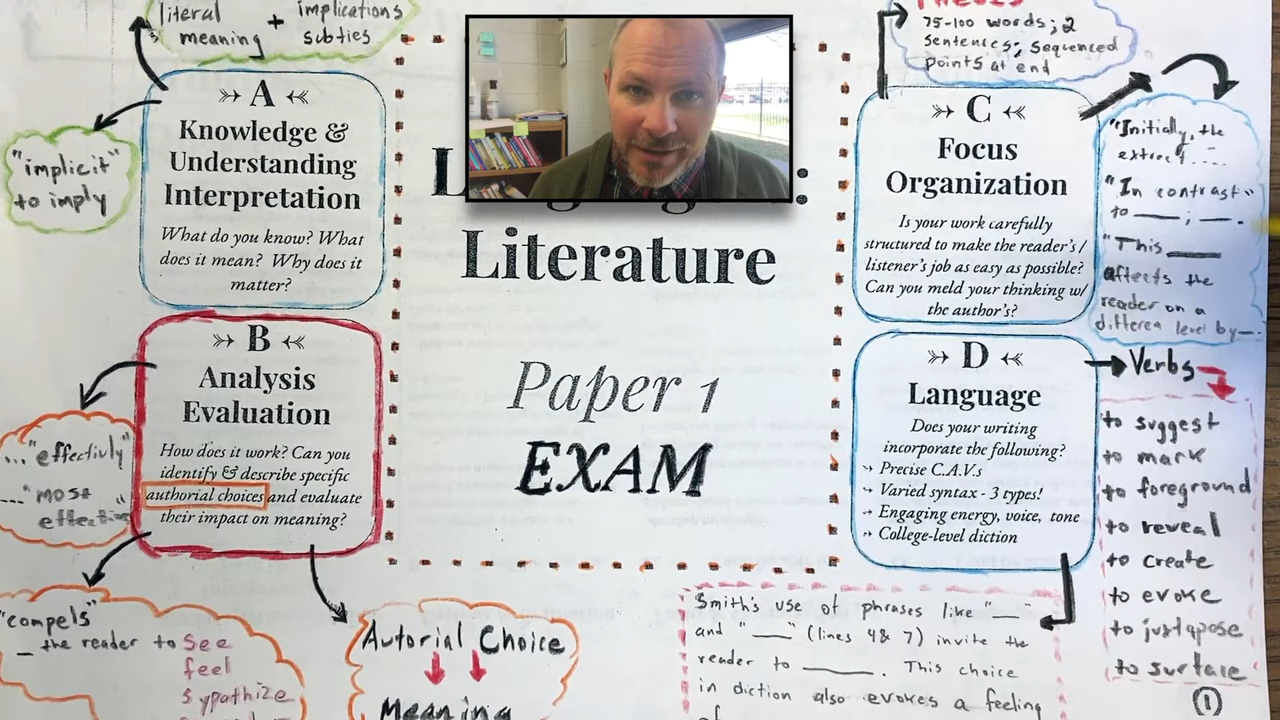 literal + implications
meaning subties
A
Knowledge &
Understanding
Interpretation
What do you know? What
does it mean? Why does it
matter?
"implicit"
to imply
B
Analysis
Evaluation
How does it work? Can you
identify & describe specific
authorial choices and evaluate
their impact on meaning?
..."effectivly"
..."most
effective"
"compels"
_ the reader to see
feel
sypathize
Autorial Choice
Meaning
Literature
Paper 1
EXAM
THESIS
75-100 words; 2
sentences; sequenced
points at end
C
Focus
Organization
Is your work carefully
structured to make the reader's /
listener's job as easy as possible?
Can you meld your thinking w/
the author's?
"Initially, the
extract....
"In contrast"
to ___ ; ___.
"This ___
affects the
reader on a
differen level by__.
D
Language
Does your writing
incorporate the following?
Precise C.A.V.s
Varied syntax - 3 types!
Engaging energy, voice, tone
College-level diction
Verbs
to suggest
to mark
to foreground
to reveal
to create
to evoke
to juxtapose
to surface
1
Smith's use of phrases like "___"
and "___" (lines 4 & 7) invite the
reader to ______. This choice
in diction also evokes a feeling
of